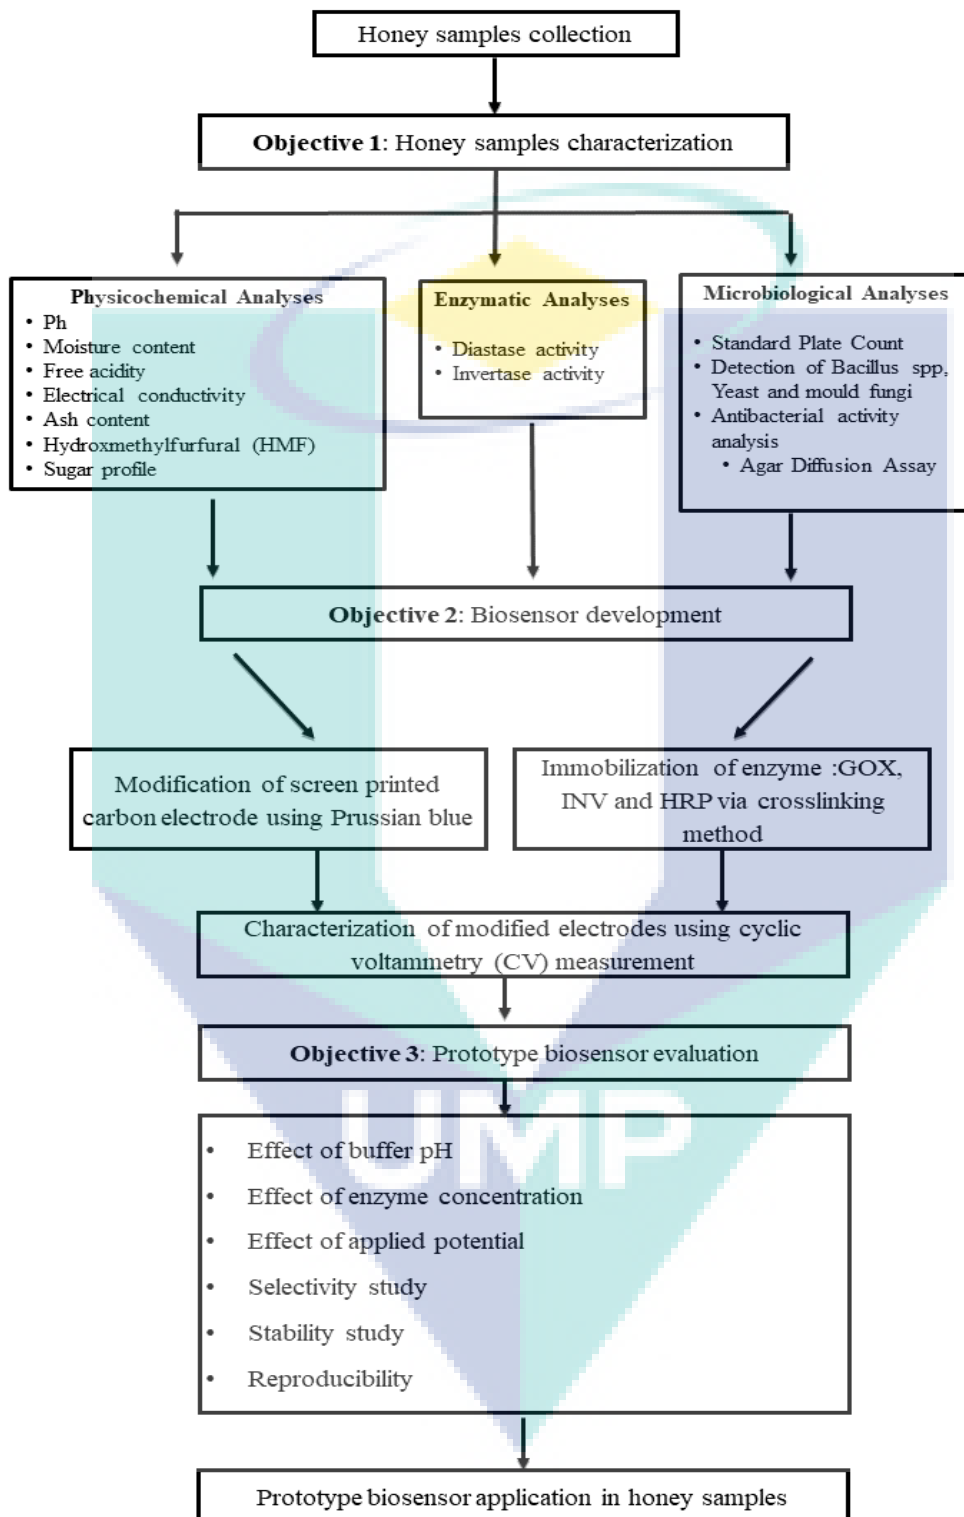 Honey samples collection
Objective 1: Honey samples characterization
Physicochemical Analyses
• Ph
• Moisture content
• Free acidity
• Electrical conductivity
• Ash content
• Hydroxmethylfurfural (HMF)
• Sugar profile
Enzymatic Analyses
• Diastase activity
• Invertase activity
Microbiological Analyses
• Standard Plate Count
• Detection of Bacillus spp,
Yeast and mould fungi
• Antibacterial activity
analysis
• Agar Diffusion Assay
Objective 2: Biosensor development
Modification of screen printed
carbon electrode using Prussian blue
Immobilization of enzyme :GOX,
INV and HRP via crosslinking
method
Characterization of modified electrodes using cyclic
voltammetry (CV) measurement
Objective 3: Prototype biosensor evaluation
UMP
• Effect of buffer pH
• Effect of enzyme concentration
• Effect of applied potential
• Selectivity study
• Stability study
• Reproducibility
Prototype biosensor application in honey samples